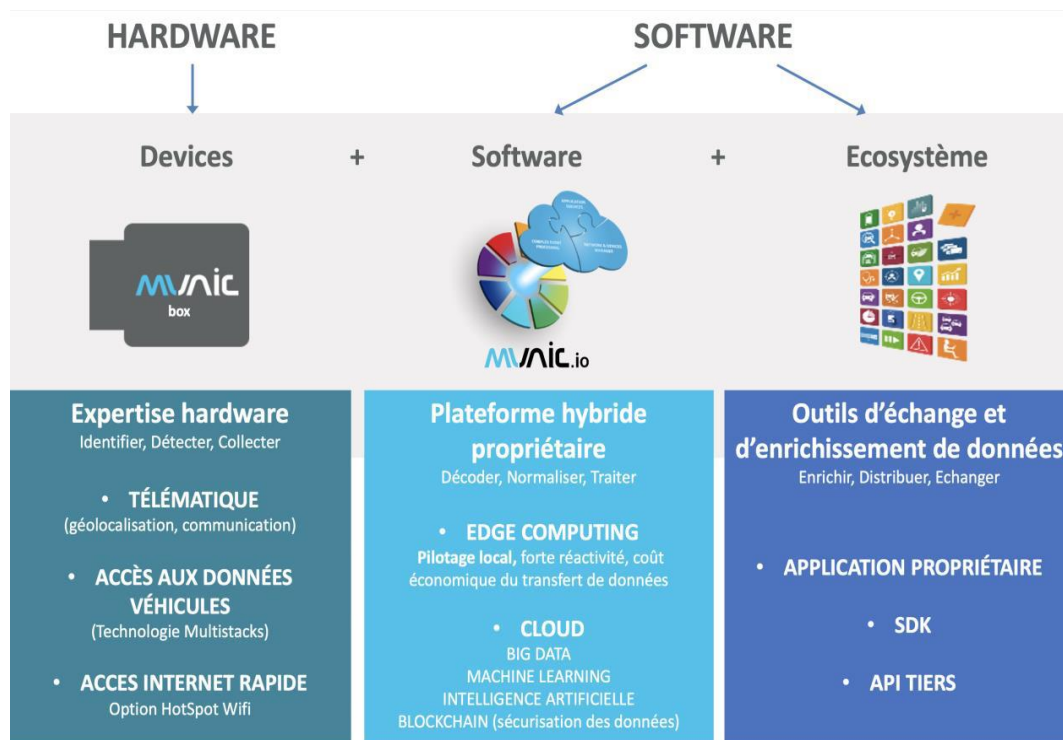 HARDWARE
SOFTWARE
Devices + Software + Ecosystème
munic
box
APPLICATION
SERVICES
munic.io
Expertise hardware
Identifier, Détecter, Collecter
• TÉLÉMATIQUE
(géolocalisation, communication)
• ACCÈS AUX DONNÉES
VÉHICULES
(Technologie Multistacks)
• ACCES INTERNET RAPIDE
Option HotSpot Wifi
Plateforme hybride
propriétaire
Décoder, Normaliser, Traiter
• EDGE COMPUTING
Pilotage local, forte réactivité, coût
économique du transfert de données
• CLOUD
BIG DATA
MACHINE LEARNING
INTELLIGENCE ARTIFICIELLE
BLOCKCHAIN (sécurisation des données)
Outils d’échange et
d’enrichissement de données
Enrichir, Distribuer, Echanger
• APPLICATION PROPRIÉTAIRE
• SDK
• API TIERS